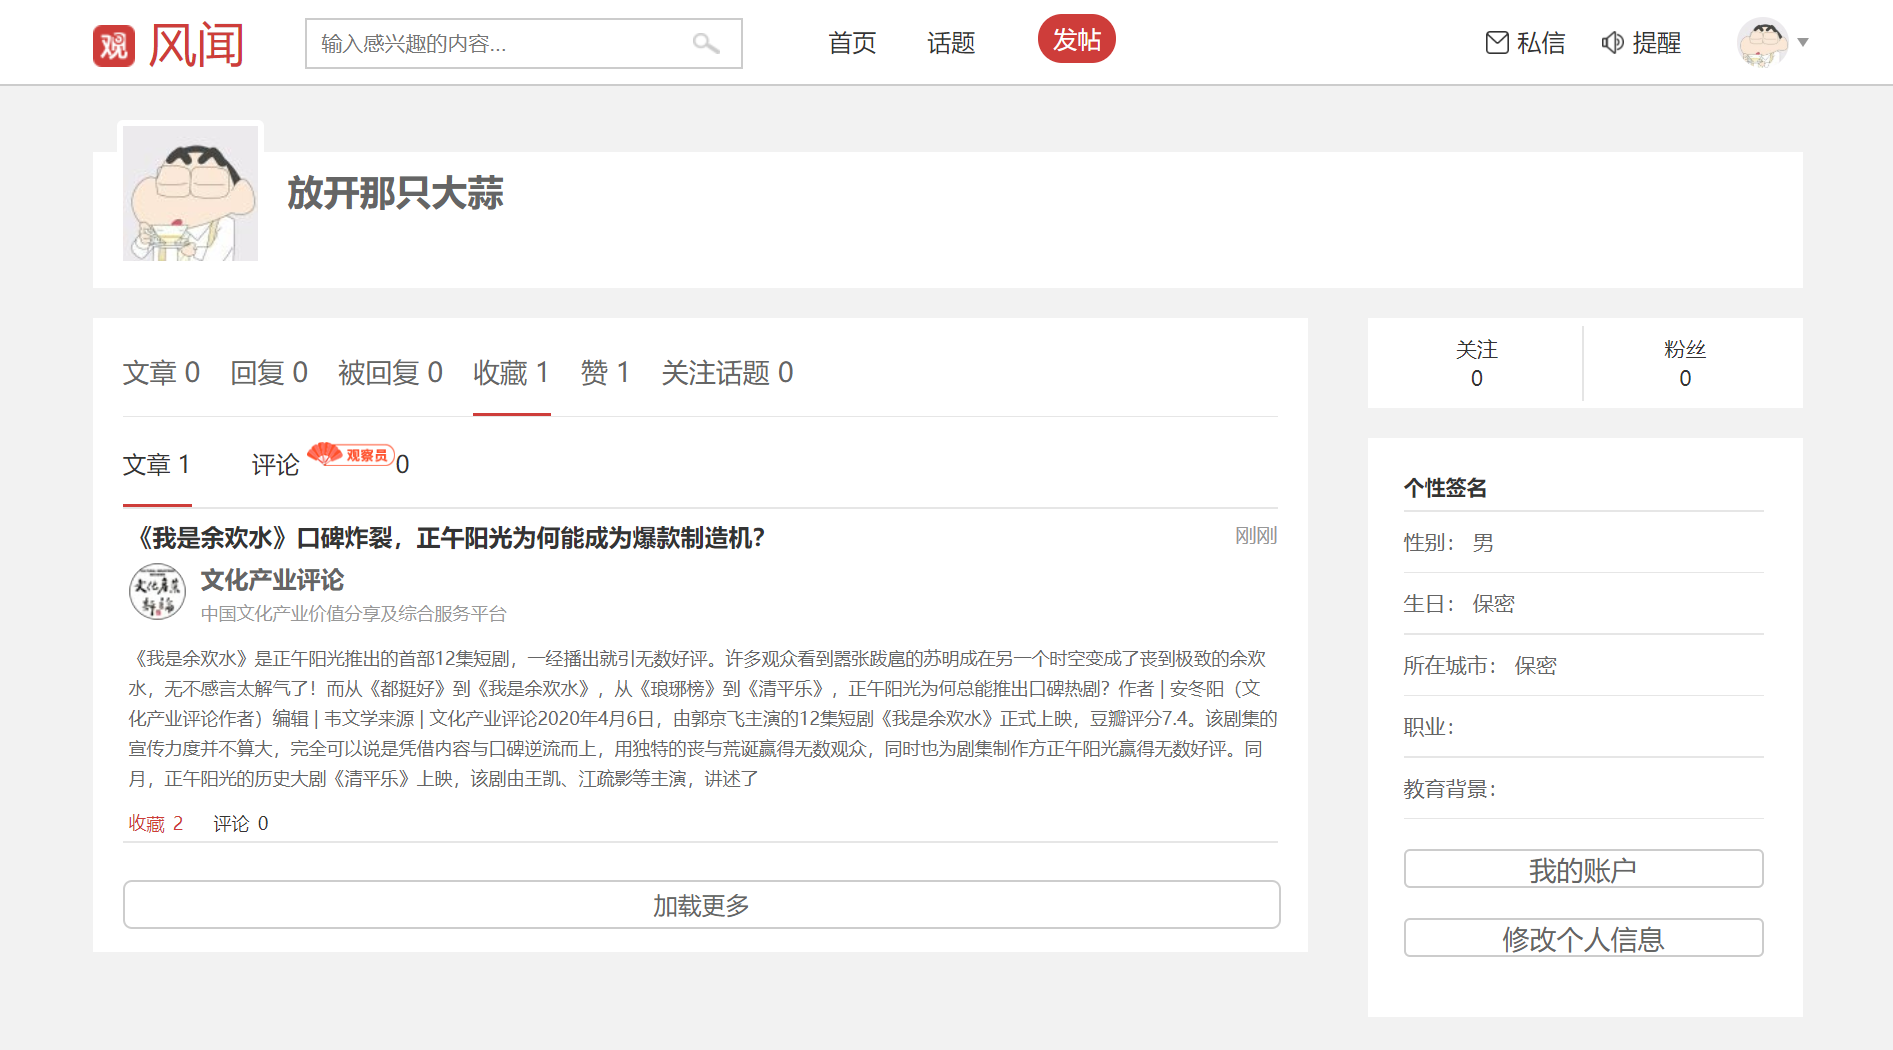 观 风闻
输入感兴趣的内容...
首页 话题 发帖
私信 提醒
放开那只大蒜
文章 0 回复 0 被回复 0 收藏 1 赞 1 关注话题 0
文章 1 评论 观察员 0
《我是余欢水》口碑炸裂，正午阳光为何能成为爆款制造机？ 刚刚
文化产业评论
中国文化产业价值分享及综合服务平台
《我是余欢水》是正午阳光推出的首部12集短剧，一经播出就引无数好评。许多观众看到嚣张跋扈的苏明成在另一个时空变成了丧到极致的余欢
水，无不感言太解气了！而从《都挺好》到《我是余欢水》，从《琅琊榜》到《清平乐》，正午阳光为何总能推出口碑热剧？作者 | 安冬阳（文
化产业评论作者）编辑 | 韦文学来源 | 文化产业评论2020年4月6日，由郭京飞主演的12集短剧《我是余欢水》正式上映，豆瓣评分7.4。该剧集的
宣传力度并不算大，完全可以说是凭借内容与口碑逆流而上，用独特的丧与荒诞赢得无数观众，同时也为剧集制作方正午阳光赢得无数好评。同
月，正午阳光的历史大剧《清平乐》上映，该剧由王凯、江疏影等主演，讲述了
收藏 2 评论 0
加载更多
关注 粉丝
0 0
个性签名
性别： 男
生日： 保密
所在城市： 保密
职业：
教育背景：
我的账户
修改个人信息